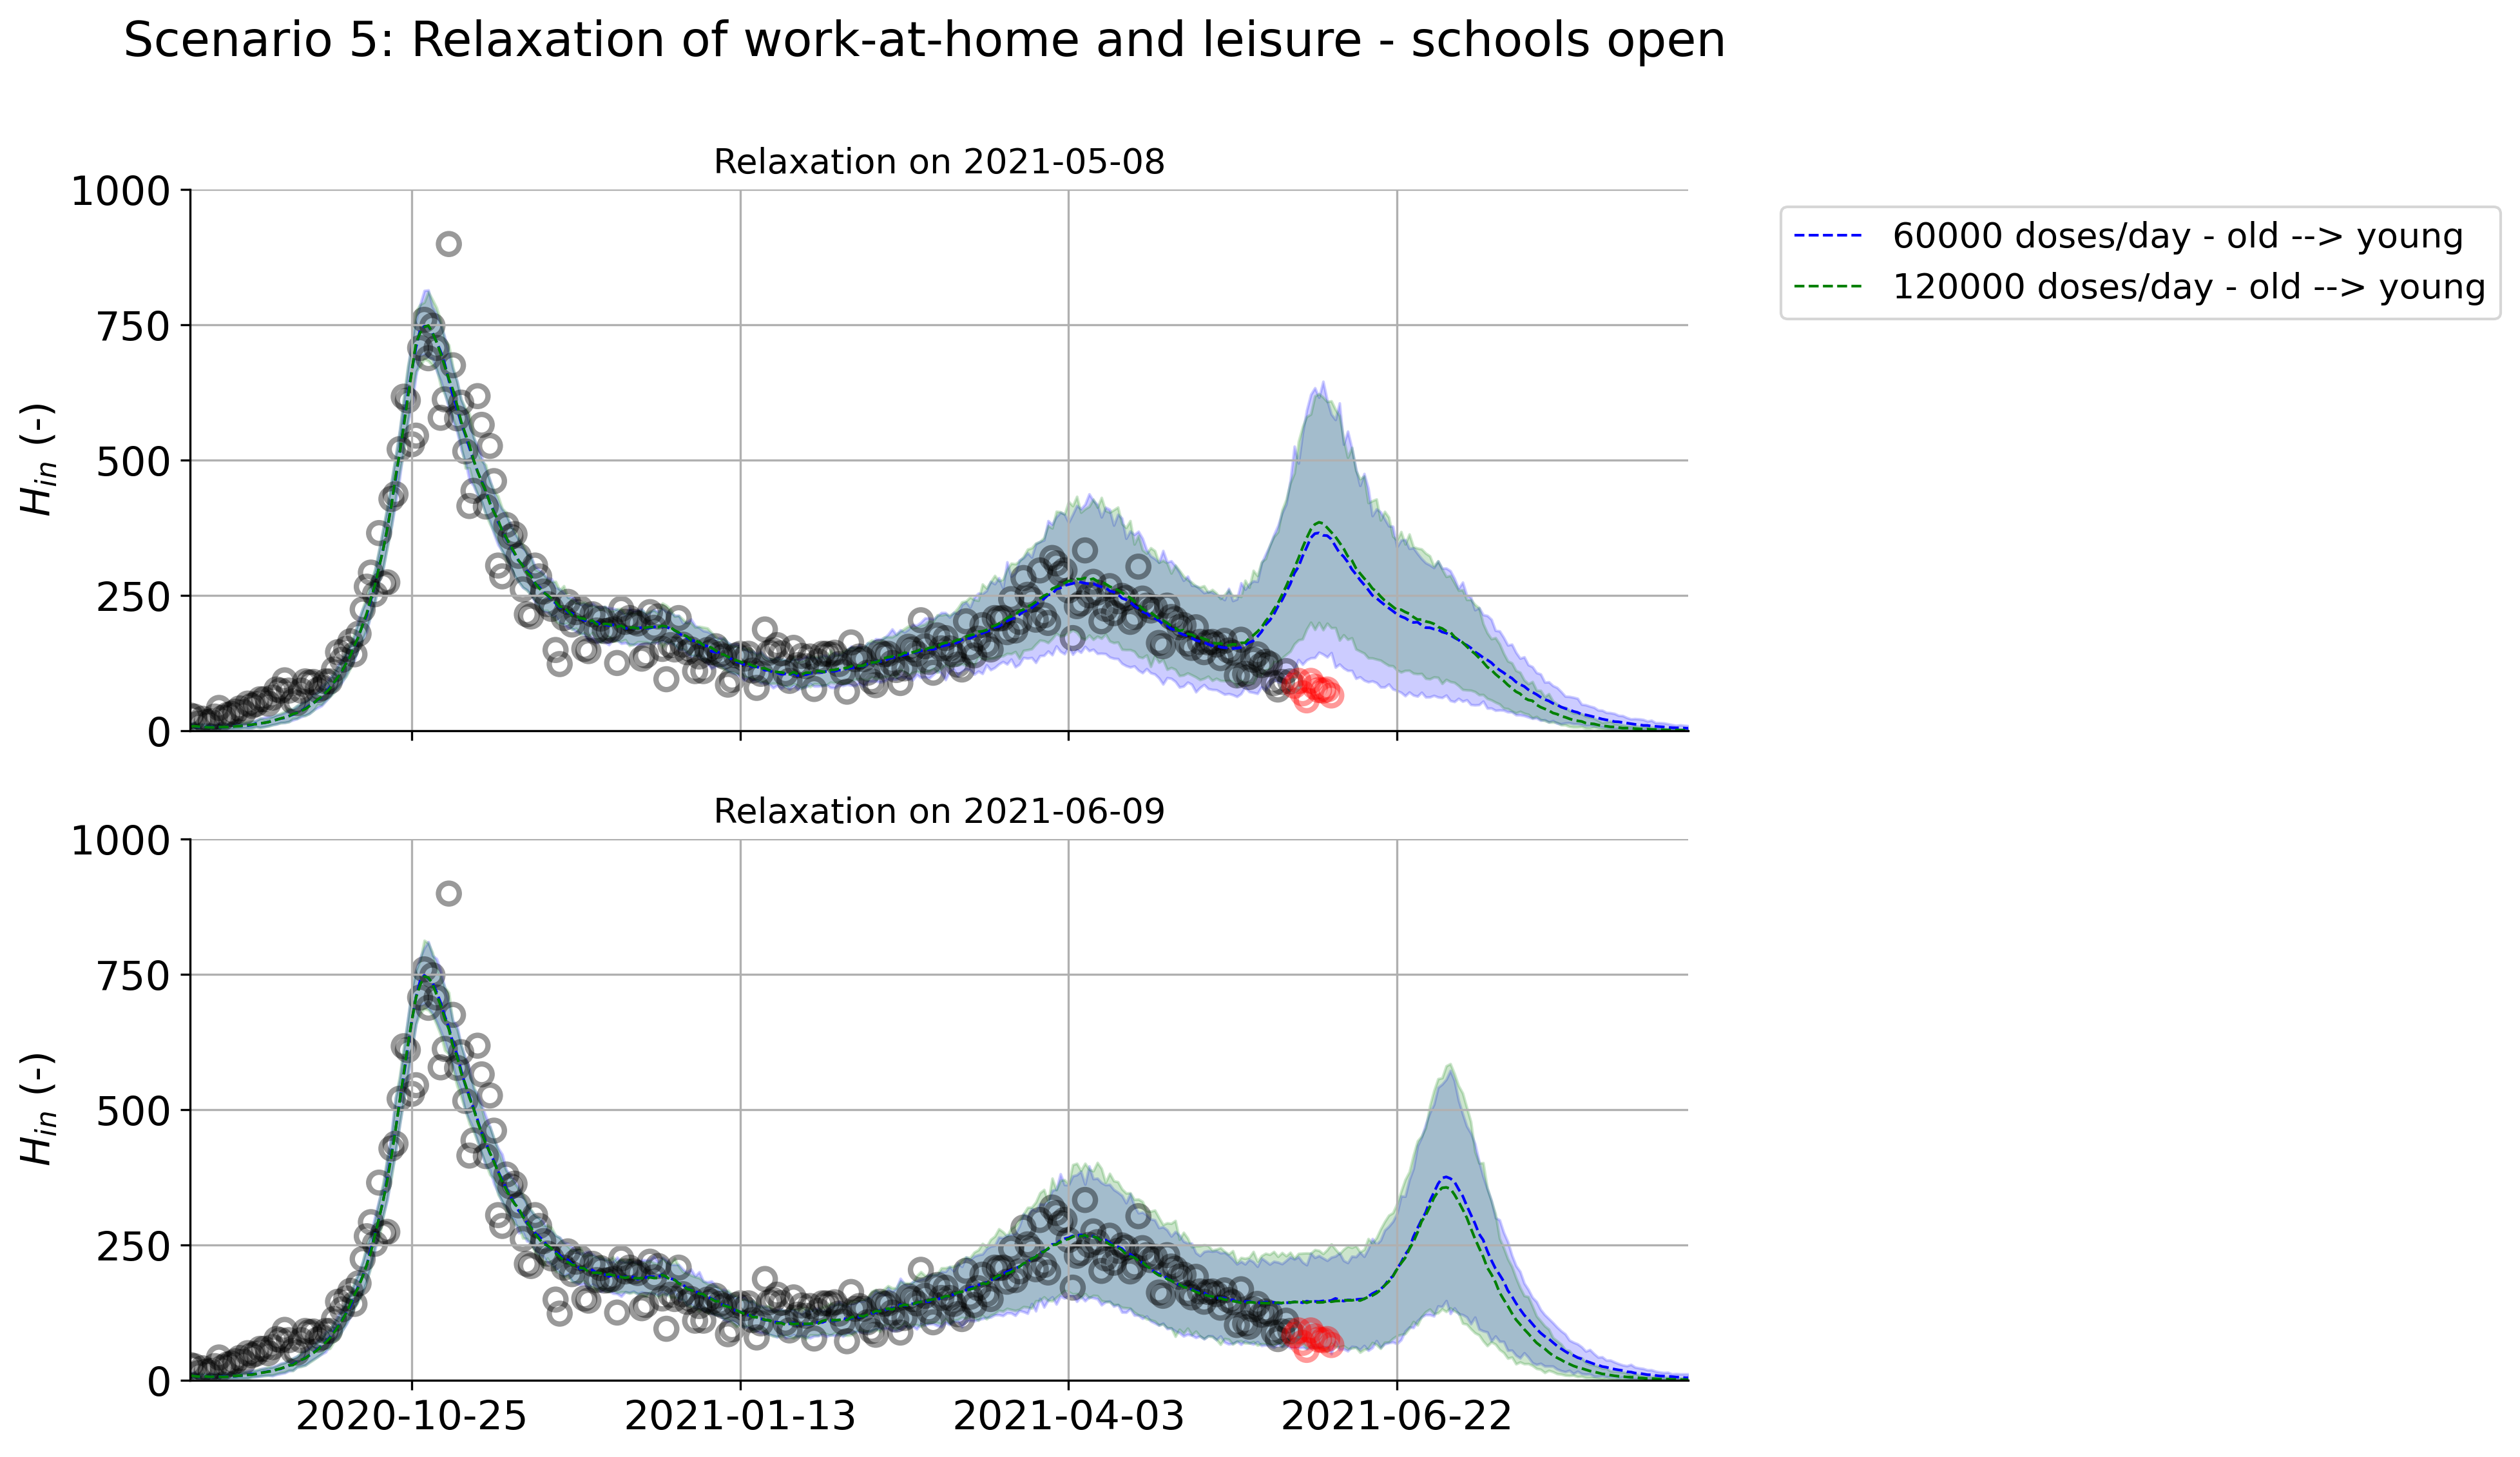 Scenario 5: Relaxation of work-at-home and leisure - schools open
Relaxation on 2021-05-08
1000
750
500
250
0
H_in (-)
60000 doses/day - old --> young
120000 doses/day - old --> young
Relaxation on 2021-06-09
1000
750
500
250
0
H_in (-)
2020-10-25
2021-01-13
2021-04-03
2021-06-22